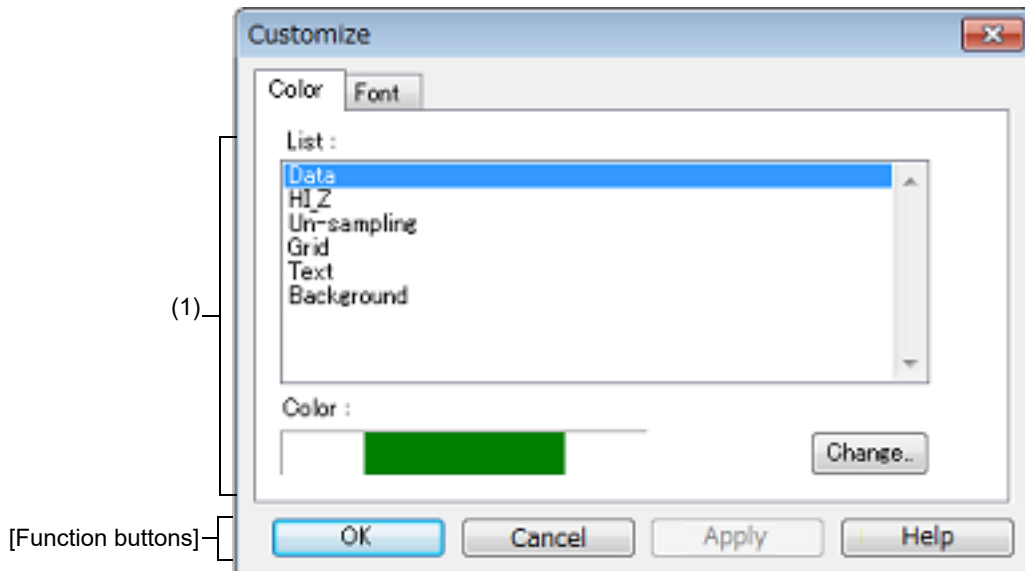 Customize
Color Font
List :
Data
HI_Z
Un-sampling
Grid
Text
Background
(1)
Color :
Change..
[Function buttons]
OK Cancel Apply Help